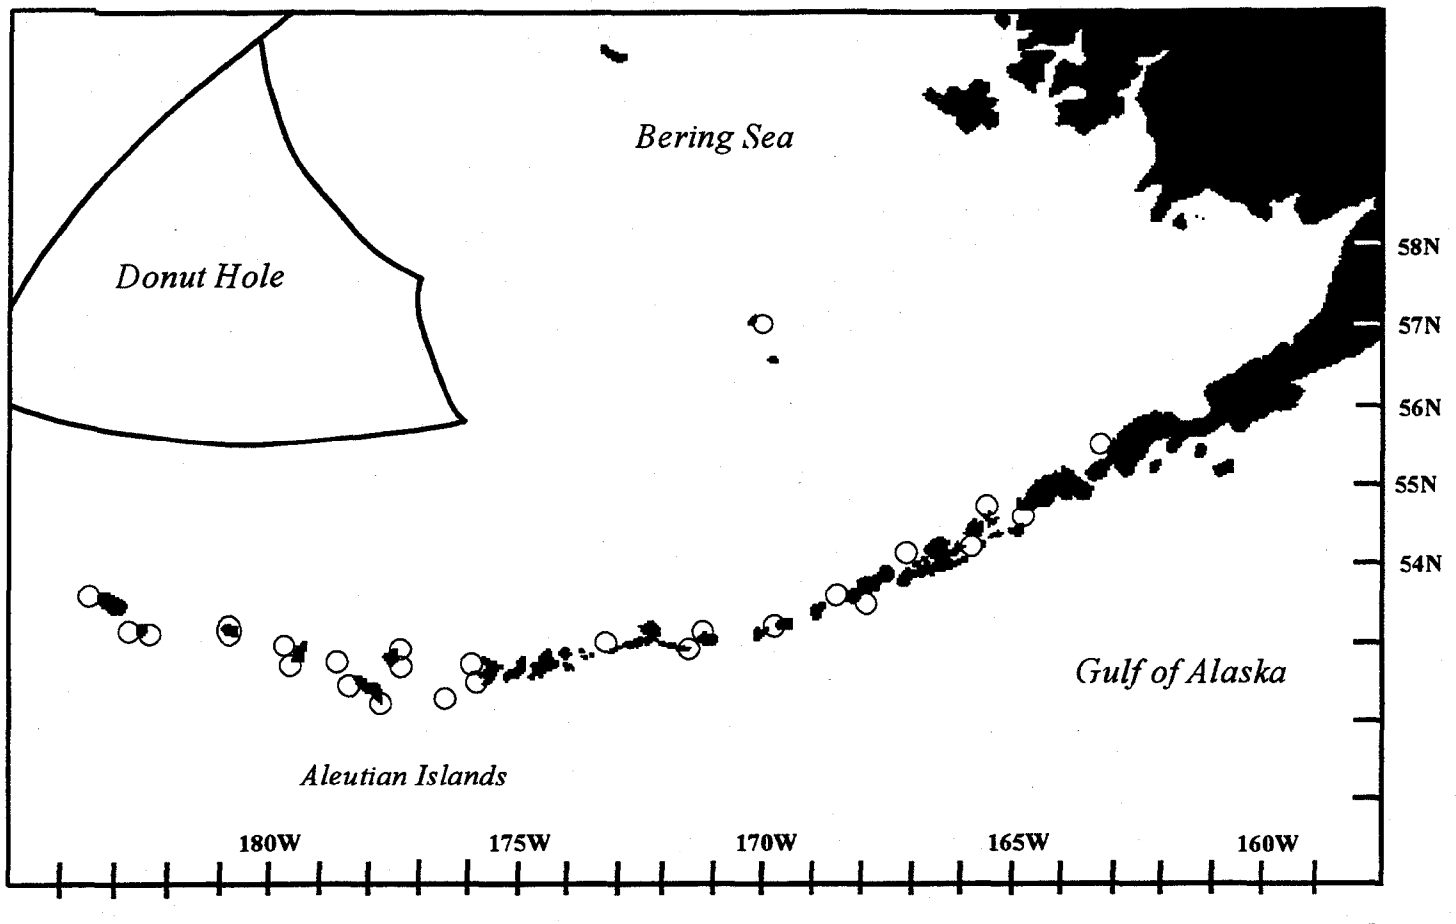 Bering Sea
Donut Hole
58N
57N
56N
55N
54N
Gulf of Alaska
Aleutian Islands
180W 175W 170W 165W 160W